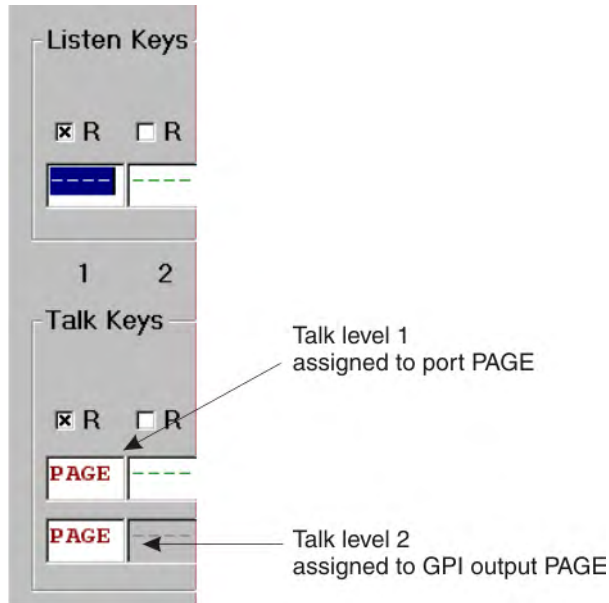 Listen Keys
R R
---- ----
1 2
Talk Keys
Talk level 1
assigned to port PAGE
R R
PAGE ----
PAGE ----
Talk level 2
assigned to GPI output PAGE